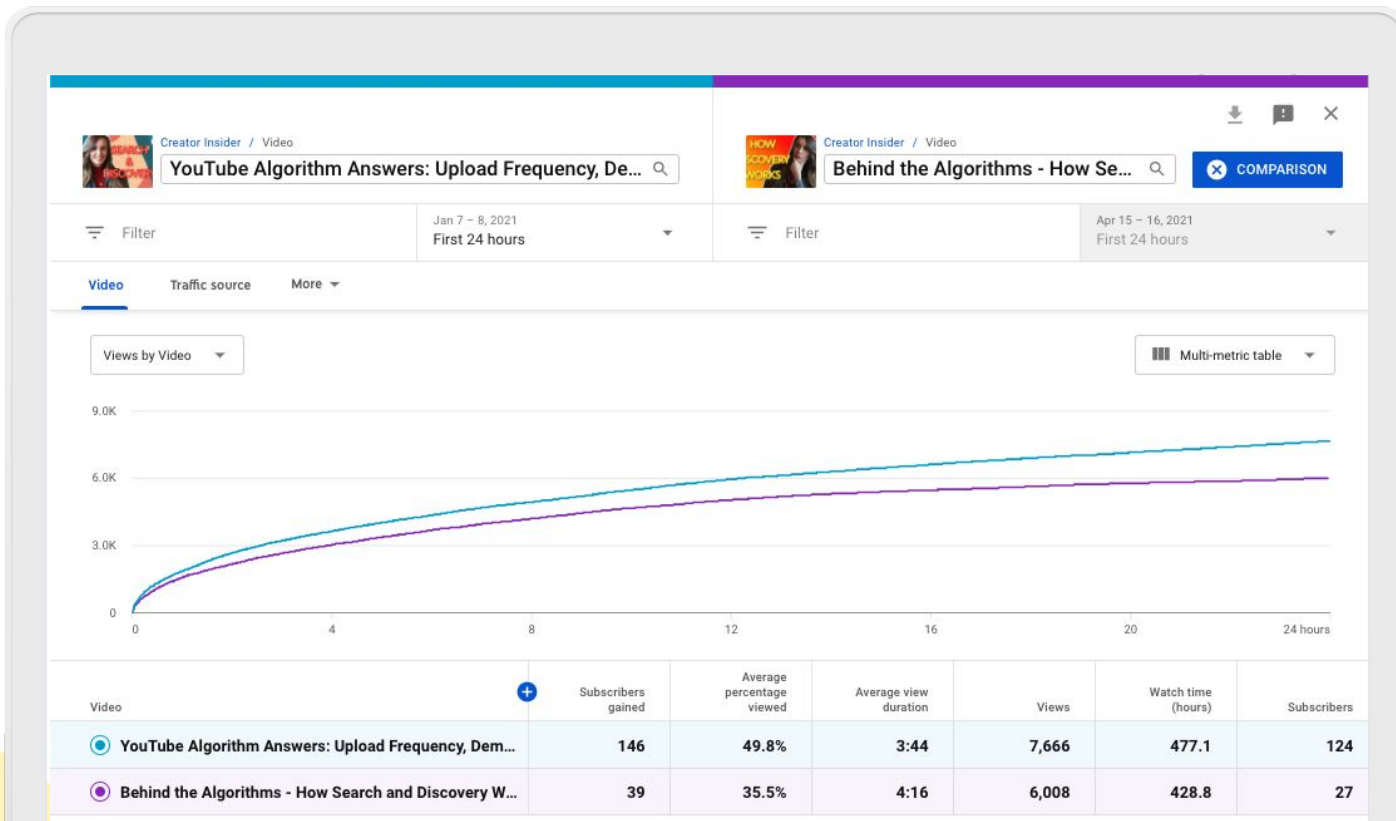 Creator Insider / Video
YouTube Algorithm Answers: Upload Frequency, De...
Creator Insider / Video
Behind the Algorithms - How Se...
COMPARISON
SEARCH
&
DISCOVER
HOW
DISCOVERY
WORKS
Filter
Jan 7 – 8, 2021
First 24 hours
Filter
Apr 15 – 16, 2021
First 24 hours
Video Traffic source More
Views by Video
Multi-metric table
9.0K
6.0K
3.0K
0
0 4 8 12 16 20 24 hours
Video
Subscribers
gained
Average
percentage
viewed
Average view
duration
Views
Watch time
(hours)
Subscribers
YouTube Algorithm Answers: Upload Frequency, Dem... 146 49.8% 3:44 7,666 477.1 124
Behind the Algorithms - How Search and Discovery W... 39 35.5% 4:16 6,008 428.8 27